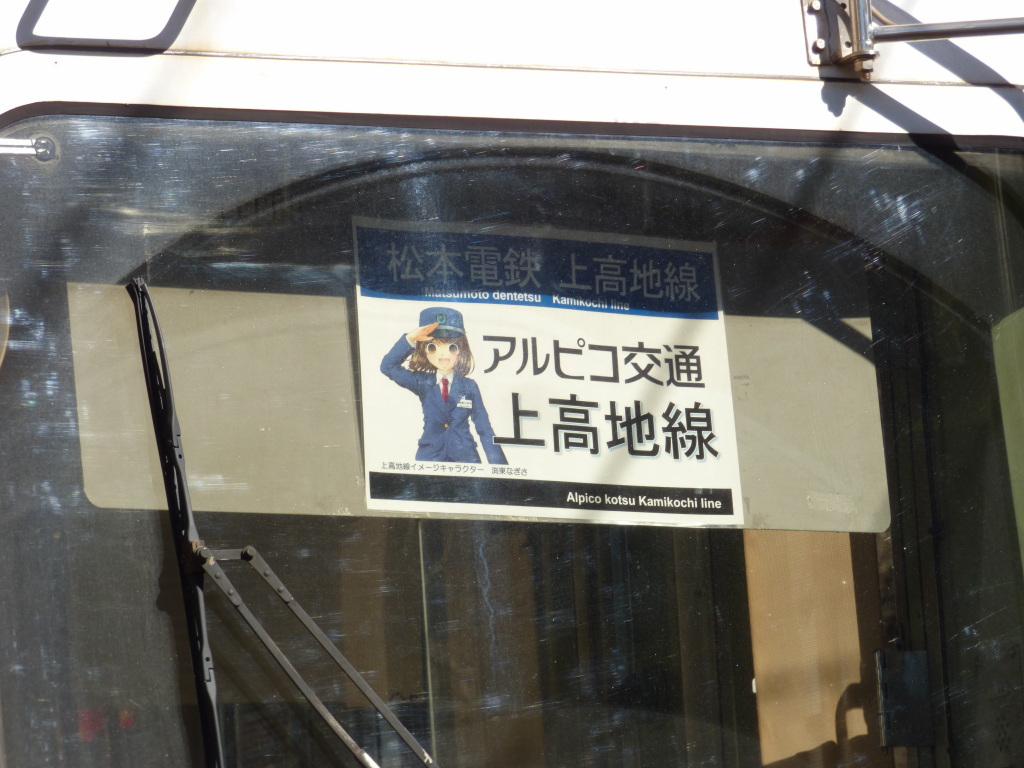 松本電鉄 上高地線
Matsumoto dentetsu Kamikochi line
アルピコ交通
上高地線
上高地線イメージキャラクター 渕東なぎさ
Alpico kotsu Kamikochi line